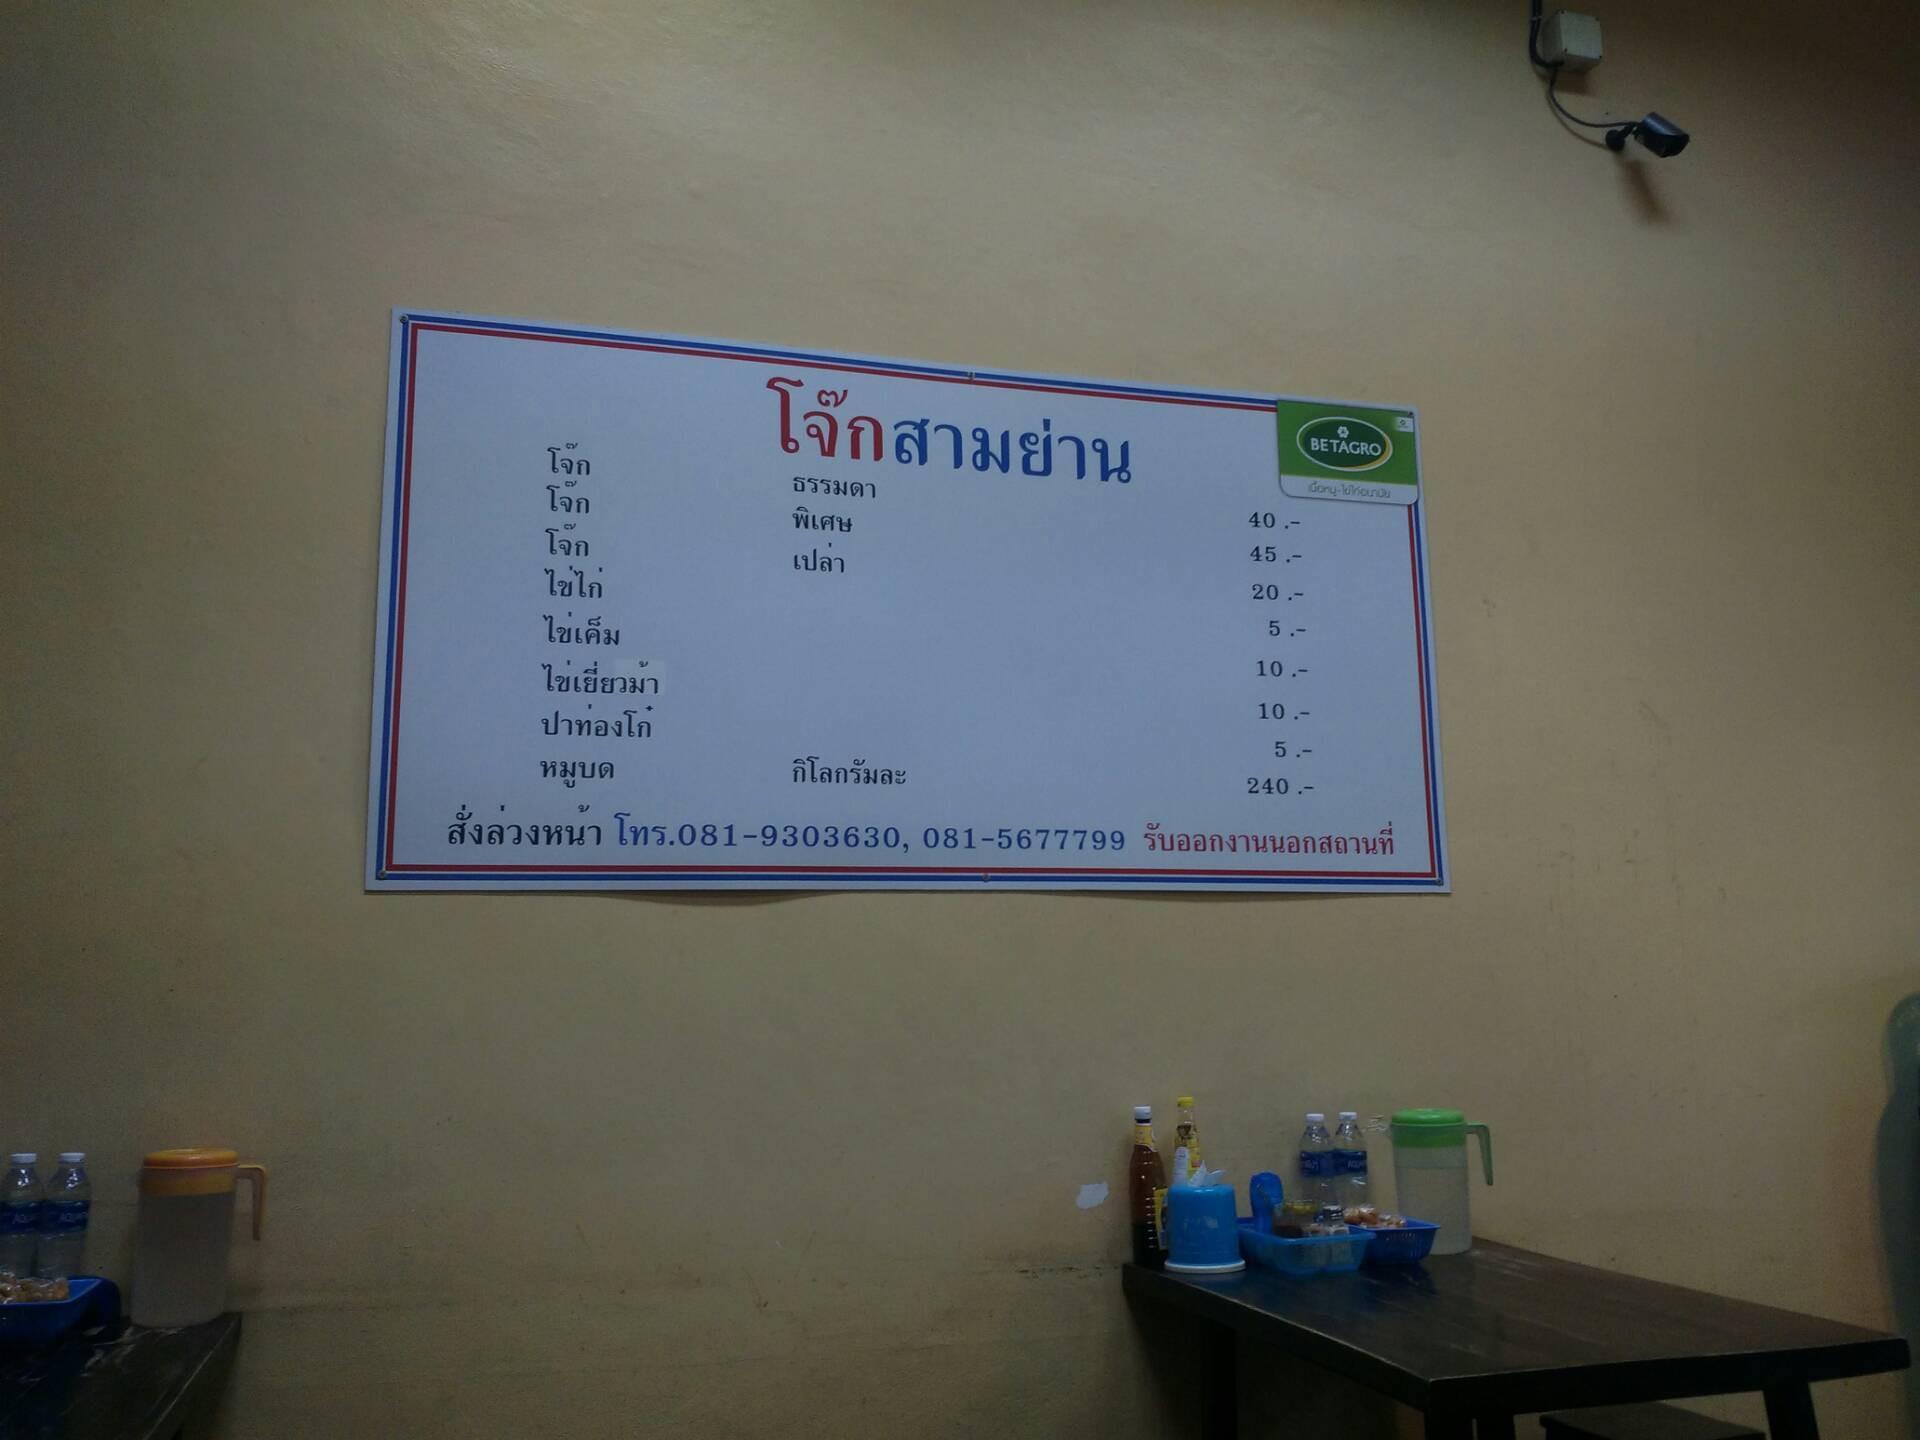 โจ๊กสามย่าน
BETAGRO
เนื้อหมู-ไข่ไก่อนามัย
โจ๊ก ธรรมดา 40 .-
โจ๊ก พิเศษ 45 .-
โจ๊ก เปล่า 20 .-
ไข่ไก่ 5 .-
ไข่เค็ม 10 .-
ไข่เยี่ยวม้า 10 .-
ปาท่องโก๋ 5 .-
หมูบด กิโลกรัมละ 240 .-
สั่งล่วงหน้า โทร.081-9303630, 081-5677799 รับออกงานนอกสถานที่